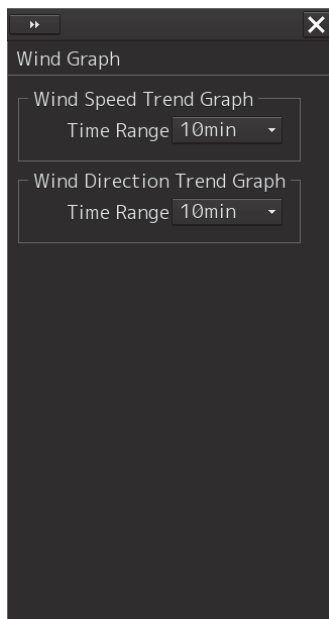 Wind Graph
Wind Speed Trend Graph
Time Range 10min
Wind Direction Trend Graph
Time Range 10min